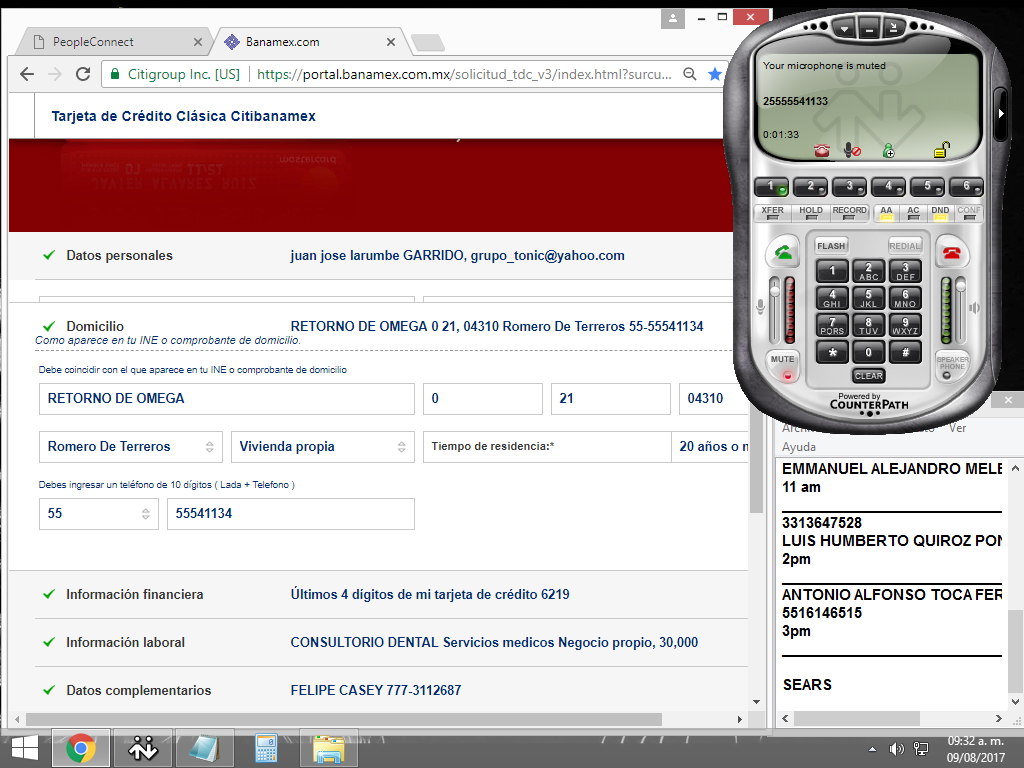 PeopleConnect
Banamex.com
Citigroup Inc. [US]
https://portal.banamex.com.mx/solicitud_tdc_v3/index.html?surcu...
Tarjeta de Crédito Clásica Citibanamex
JAVIER ALVAREZ RUIZ
Datos personales
juan jose larumbe GARRIDO, grupo_tonic@yahoo.com
Domicilio
RETORNO DE OMEGA 0 21, 04310 Romero De Terreros 55-55541134
Como aparece en tu INE o comprobante de domicilio.
Debe coincidir con el que aparece en tu INE o comprobante de domicilio
RETORNO DE OMEGA
0
21
04310
Romero De Terreros
Vivienda propia
Tiempo de residencia:*
20 años o m
Debes ingresar un teléfono de 10 dígitos ( Lada + Telefono )
55
55541134
Información financiera
Últimos 4 dígitos de mi tarjeta de crédito 6219
Información laboral
CONSULTORIO DENTAL Servicios medicos Negocio propio, 30,000
Datos complementarios
FELIPE CASEY 777-3112687
Your microphone is muted
25555541133
0:01:33
1 2 3 4 5 6
XFER HOLD RECORD AA AC DND CONF
FLASH REDIAL
1 2 ABC 3 DEF
4 GHI 5 JKL 6 MNO
7 PQRS 8 TUV 9 WXYZ
* 0 #
MUTE
CLEAR
SPEAKER PHONE
Powered by
COUNTERPATH
Ver
Ayuda
EMMANUEL ALEJANDRO MELE
11 am
3313647528
LUIS HUMBERTO QUIROZ PON
2pm
ANTONIO ALFONSO TOCA FER
5516146515
3pm
SEARS
09:32 a. m.
09/08/2017